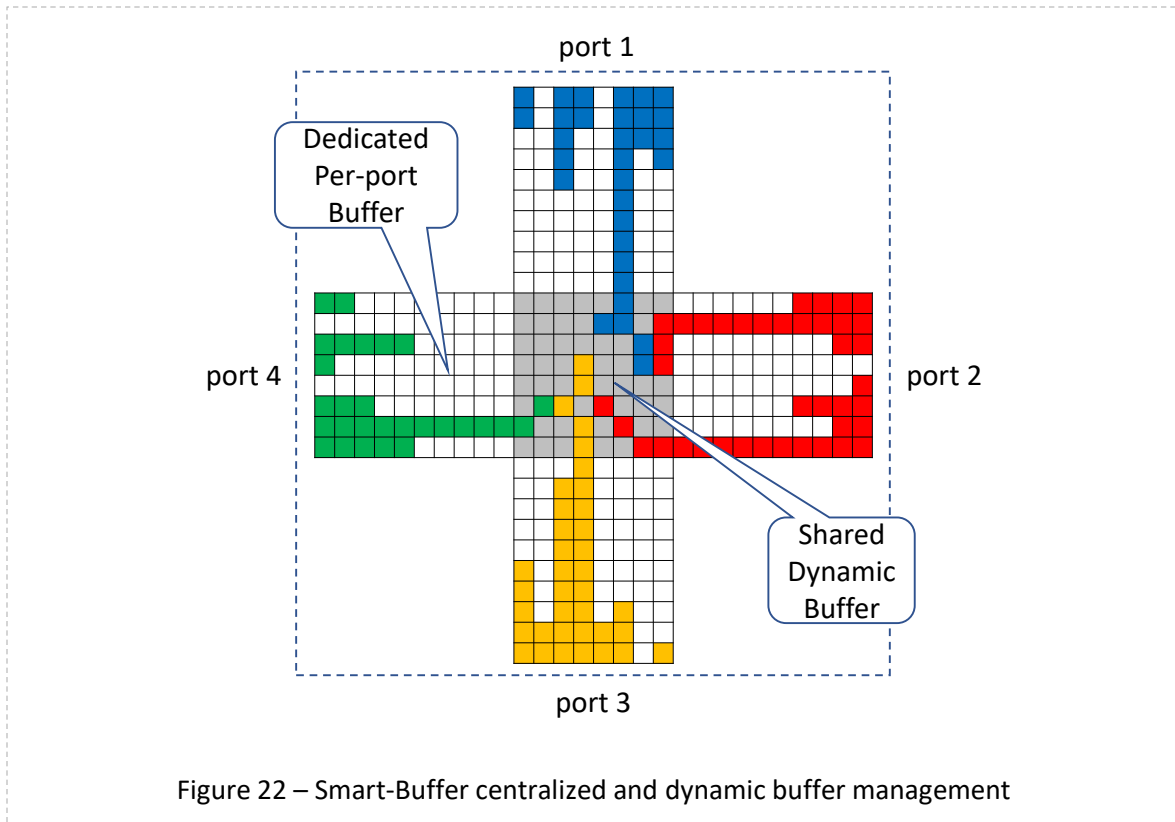 port 1
Dedicated
Per-port
Buffer
port 4
port 2
Shared
Dynamic
Buffer
port 3
Figure 22 – Smart-Buffer centralized and dynamic buffer management